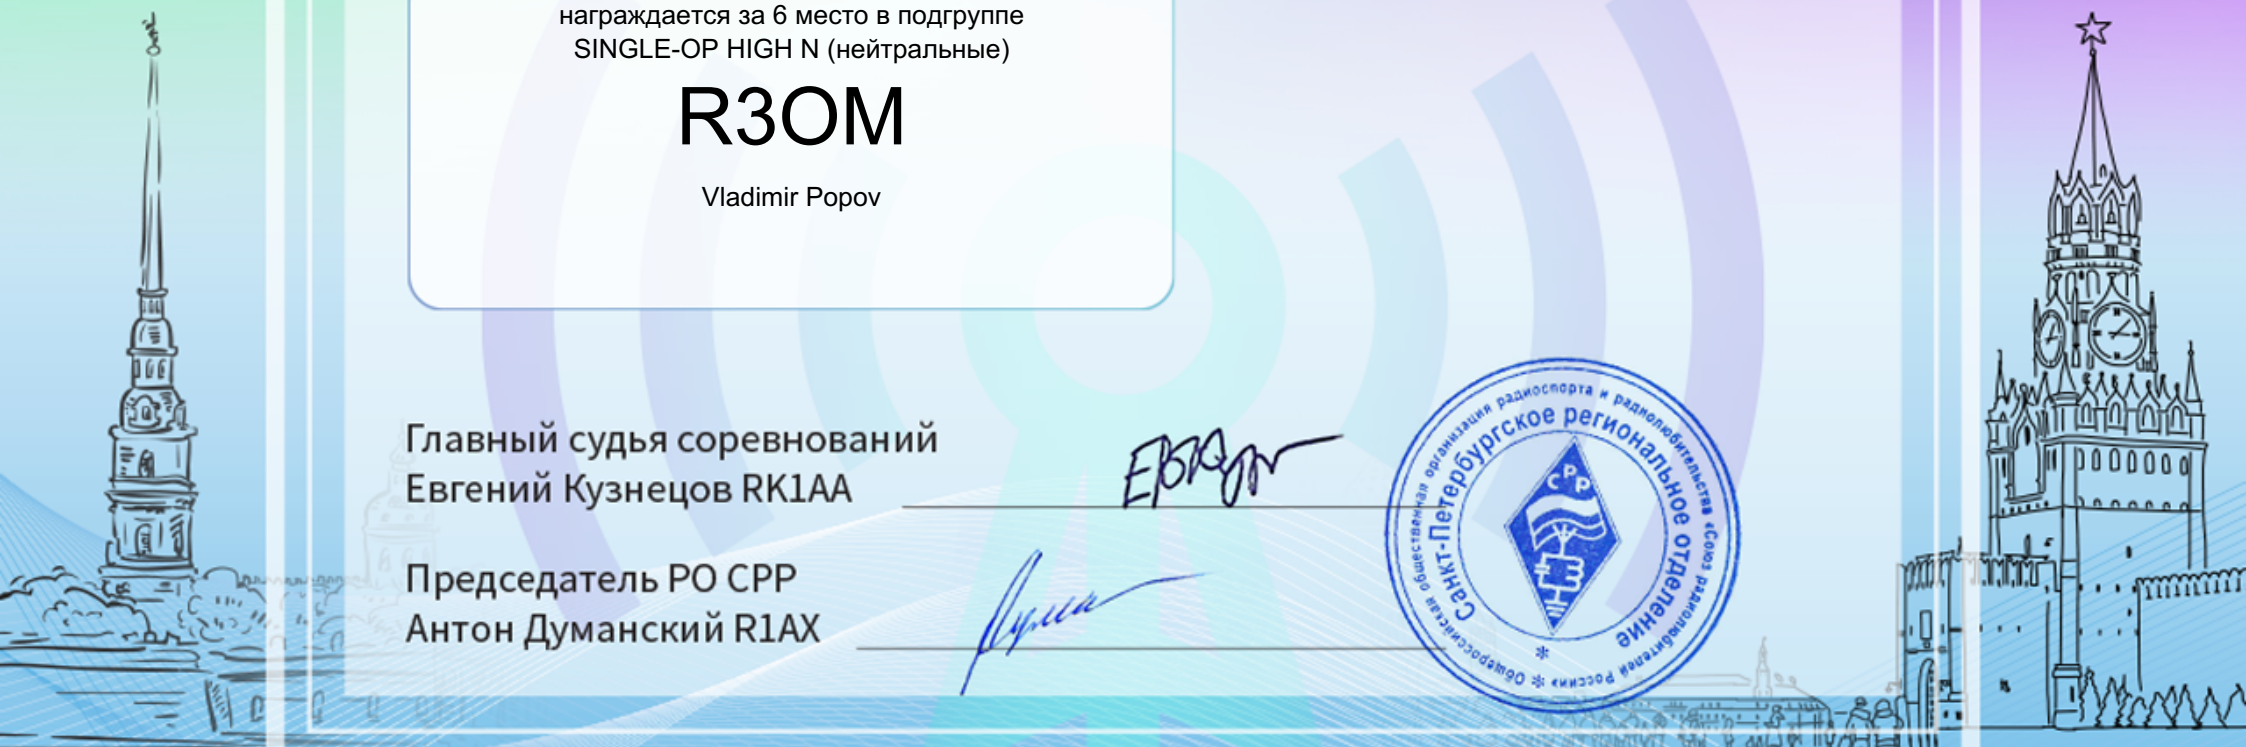 награждается за 6 место в подгруппе
SINGLE-OP HIGH N (нейтральные)
R3OM
Vladimir Popov
Главный судья соревнований
Евгений Кузнецов RK1AA
Председатель РО СРР
Антон Думанский R1AX
Общероссийская общественная организация радиоспорта и радиолюбительства «Союз радиолюбителей России»
Санкт-Петербургское региональное отделение
СРР